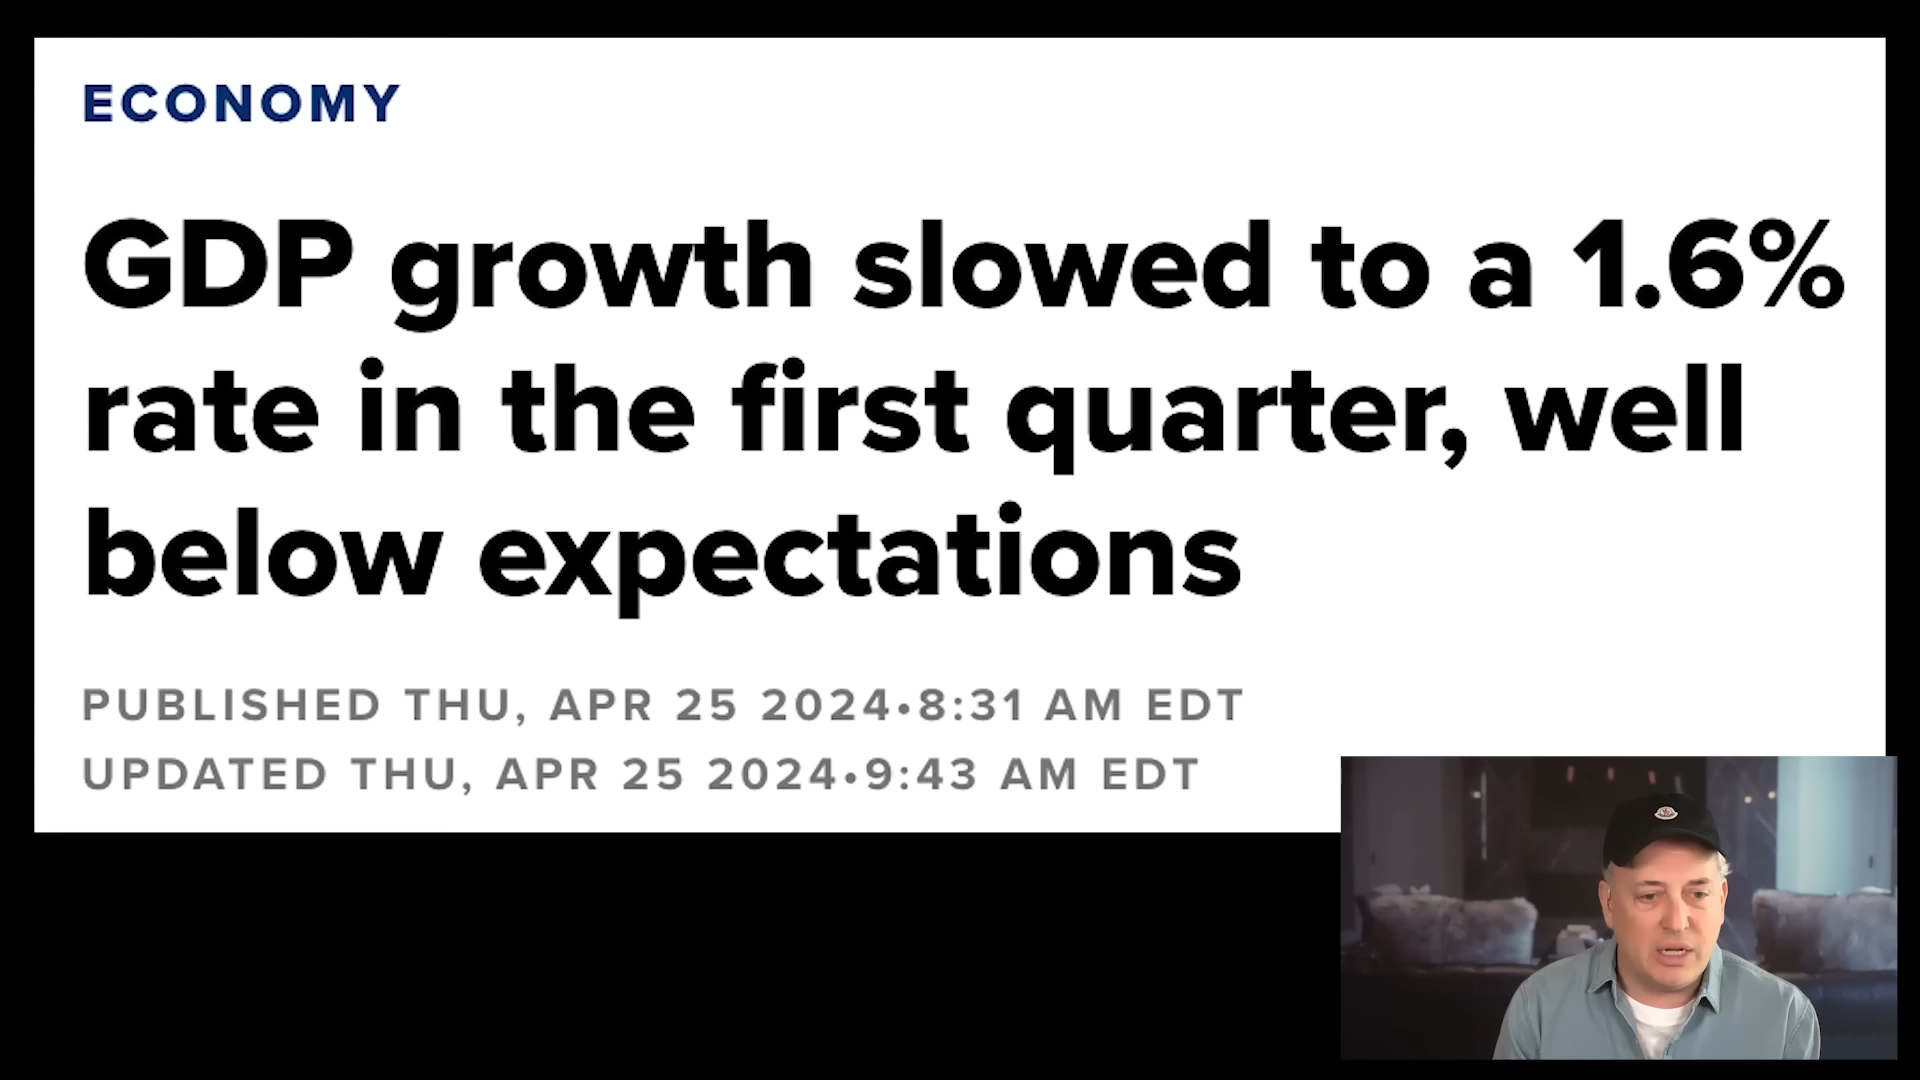 ECONOMY
GDP growth slowed to a 1.6%
rate in the first quarter, well
below expectations
PUBLISHED THU, APR 25 2024•8:31 AM EDT
UPDATED THU, APR 25 2024•9:43 AM EDT